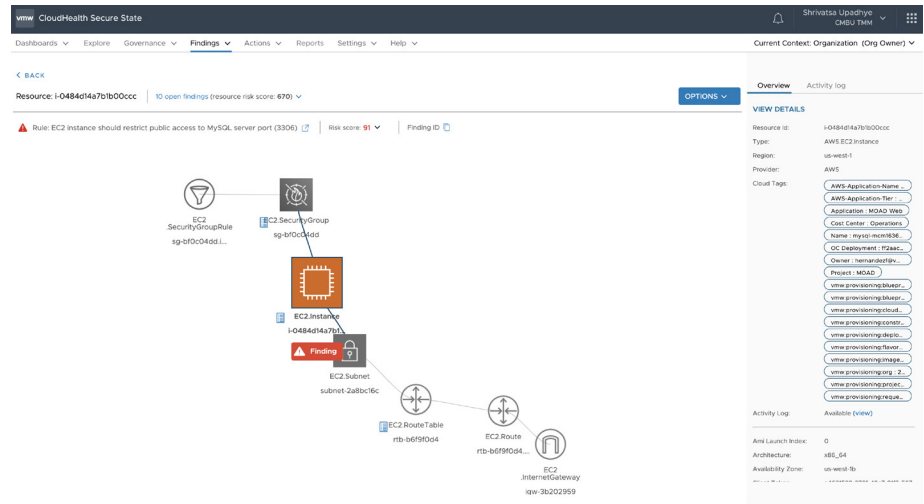 vmw CloudHealth Secure State
Shrivatsa Upadhye
CMBU TMM
Dashboards Explore Governance Findings Actions Reports Settings Help
Current Context: Organization (Org Owner)
BACK
Resource: i-0484d14a7b1b00ccc 10 open findings (resource risk score: 670)
OPTIONS
Rule: EC2 instance should restrict public access to MySQL server port (3306) Risk score: 91 Finding ID
EC2
.SecurityGroupRule
sg-bf0c04dd.i...
EC2.SecurityGroup
sg-bf0c04dd
EC2.Instance
i-0484d14a7b1...
Finding
EC2.Subnet
subnet-2a8bc16c
EC2.RouteTable
rtb-b6f9f0d4
EC2.Route
rtb-b6f9f0d4....
EC2
.InternetGateway
igw-3b202959
Overview Activity log
VIEW DETAILS
Resource Id: i-0484d14a7b1b00ccc
Type: AWS.EC2.Instance
Region: us-west-1
Provider: AWS
Cloud Tags: AWS-Application-Name ...
AWS-Application-Tier : ...
Application : MOAD Web
Cost Center : Operations
Name : mysql-mcm1636...
OC Deployment : ff2aac...
Owner : hernandezf@v...
Project : MOAD
vmw.provisioning:bluepr...
vmw.provisioning:bluepr...
vmw.provisioning:cloud...
vmw.provisioning:constr...
vmw.provisioning:deplo...
vmw.provisioning:flavor...
vmw.provisioning:image...
vmw.provisioning:org : 2...
vmw.provisioning:projec...
vmw.provisioning:reque...
Activity Log: Available (view)
Ami Launch Index: 0
Architecture: x86_64
Availability Zone: us-west-1b